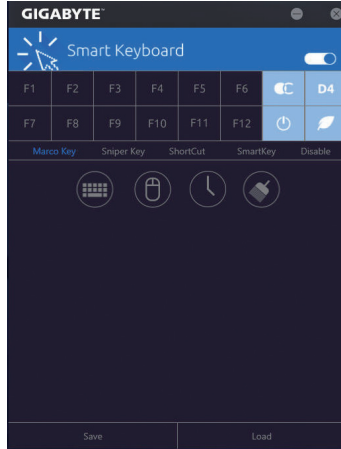 GIGABYTE™
Smart Keyboard
F1 F2 F3 F4 F5 F6 D4
F7 F8 F9 F10 F11 F12
Marco Key Sniper Key ShortCut SmartKey Disable
Save Load